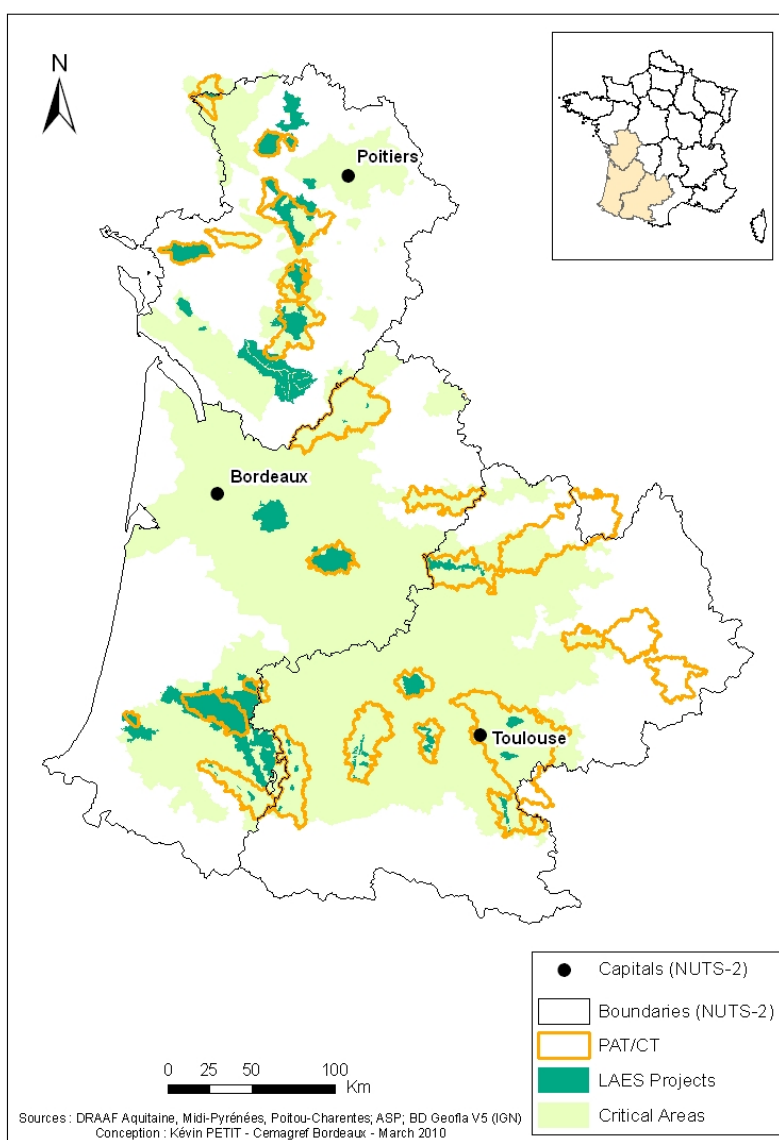 N
Poitiers
Bordeaux
Toulouse
Capitals (NUTS-2)
Boundaries (NUTS-2)
PAT/CT
LAES Projects
Critical Areas
0 25 50 100
Km
Sources : DRAAF Aquitaine, Midi-Pyrénées, Poitou-Charentes; ASP; BD Geofla V5 (IGN)
Conception : Kévin PETIT - Cemagref Bordeaux - March 2010